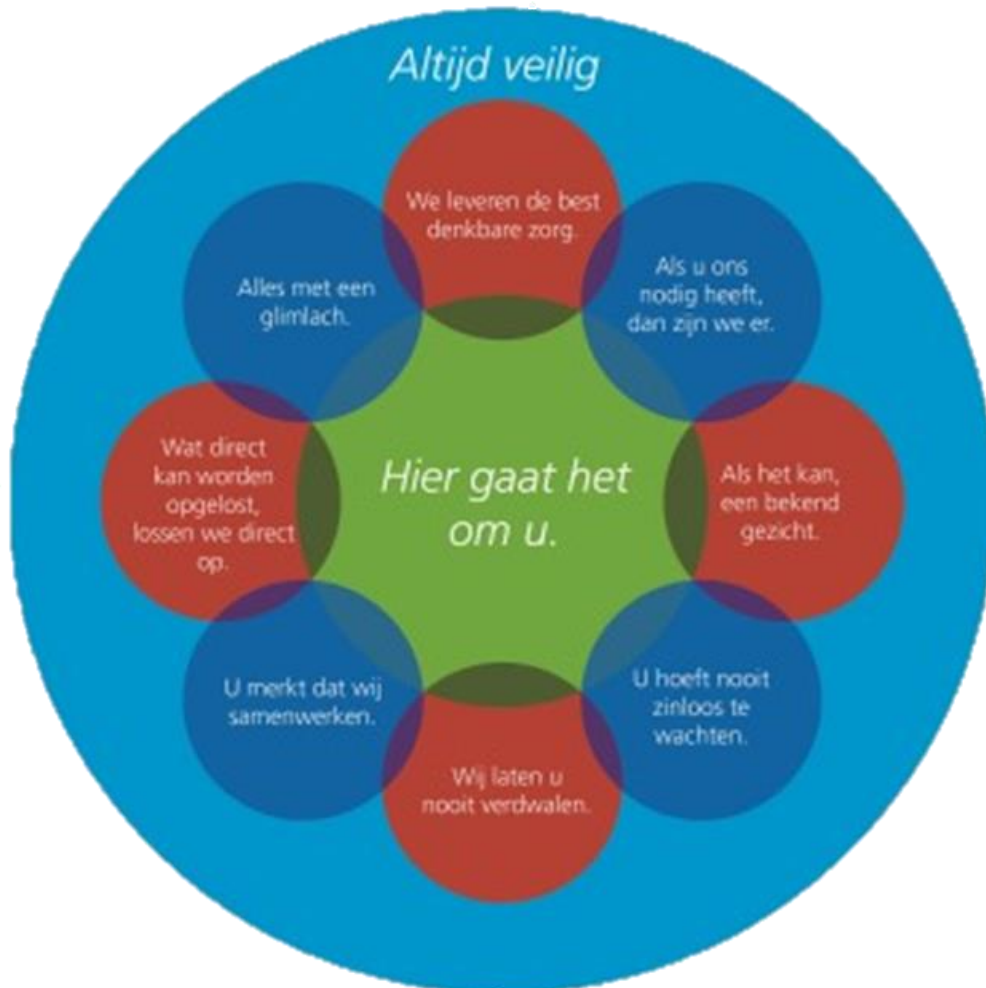 Altijd veilig
We leveren de best
denkbare zorg.
Als u ons
nodig heeft,
dan zijn we er.
Als het kan,
een bekend
gezicht.
U hoeft nooit
zinloos te
wachten.
Wij laten u
nooit verdwalen.
U merkt dat wij
samenwerken.
Wat direct
kan worden
opgelost,
lossen we direct
op.
Alles met een
glimlach.
Hier gaat het
om u.